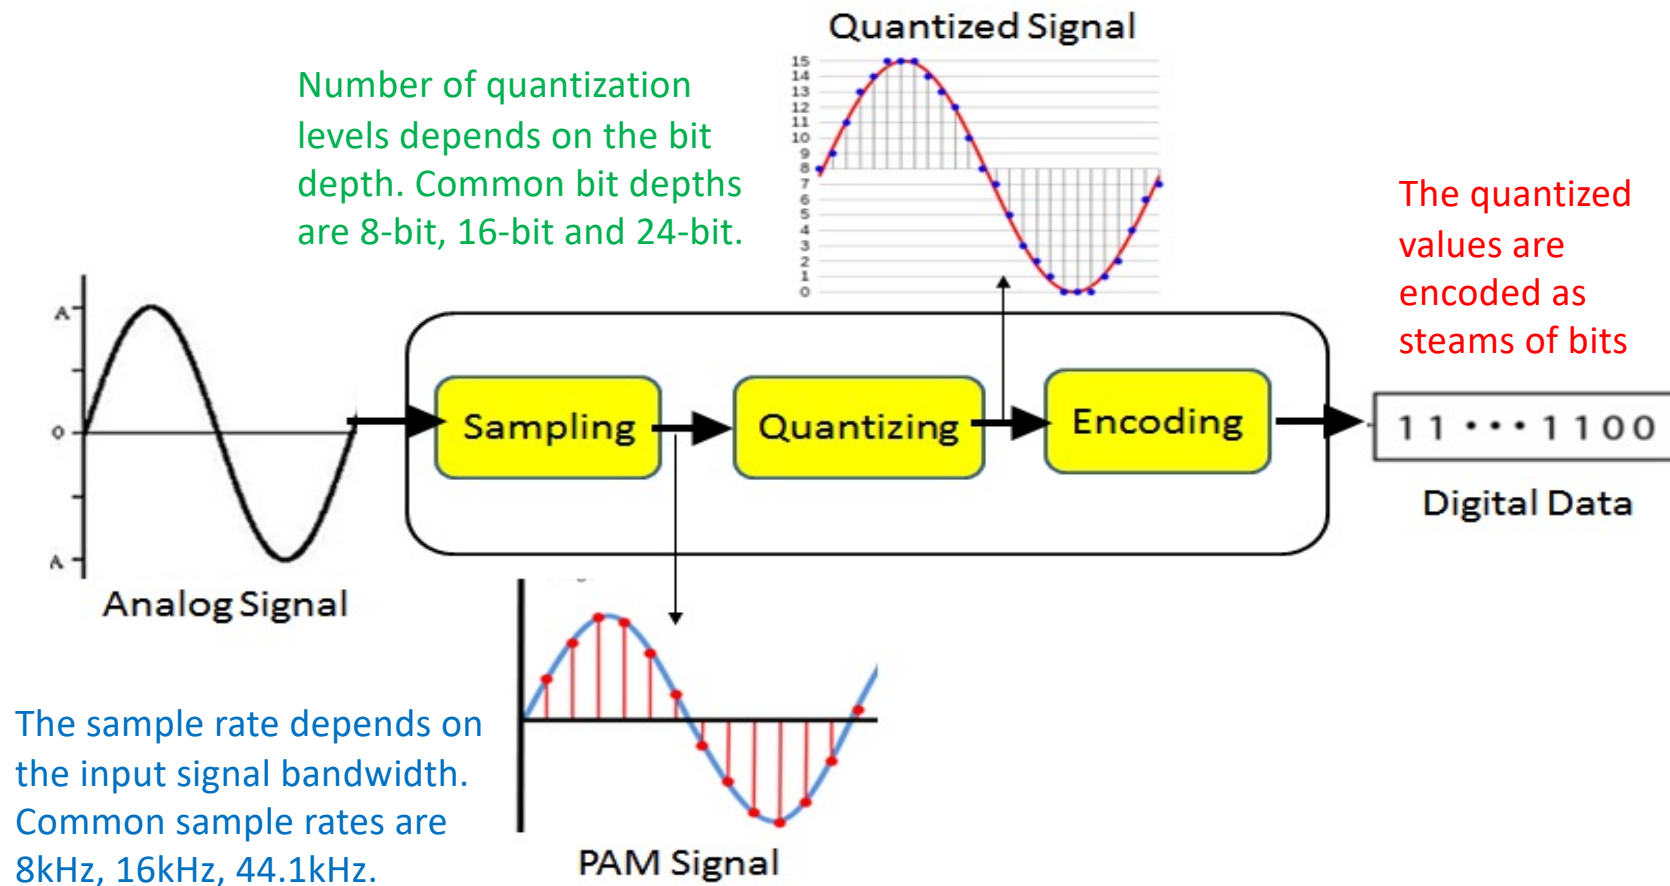 Quantized Signal
15
14
13
12
11
10
9
8
7
6
5
4
3
2
1
0
Number of quantization
levels depends on the bit
depth. Common bit depths
are 8-bit, 16-bit and 24-bit.
The quantized
values are
encoded as
steams of bits
A
0
A
Analog Signal
Sampling
Quantizing
Encoding
1 1 • • • 1 1 0 0
Digital Data
The sample rate depends on
the input signal bandwidth.
Common sample rates are
8kHz, 16kHz, 44.1kHz.
PAM Signal